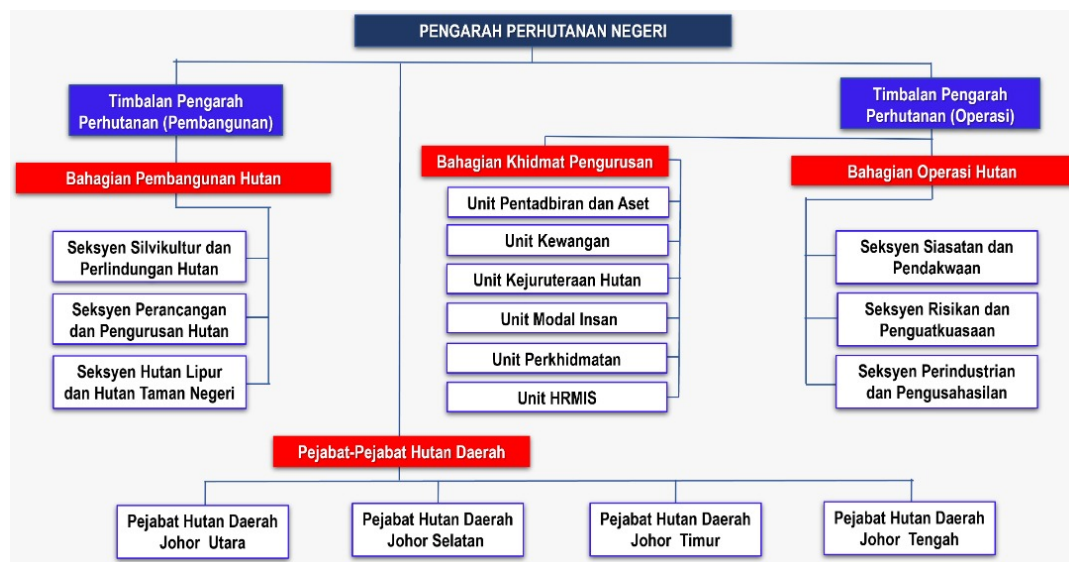 PENGARAH PERHUTANAN NEGERI
Timbalan Pengarah
Perhutanan (Pembangunan)
Timbalan Pengarah
Perhutanan (Operasi)
Bahagian Pembangunan Hutan
Bahagian Khidmat Pengurusan
Bahagian Operasi Hutan
Seksyen Silvikultur dan
Perlindungan Hutan
Seksyen Perancangan
dan Pengurusan Hutan
Seksyen Hutan Lipur
dan Hutan Taman Negeri
Unit Pentadbiran dan Aset
Unit Kewangan
Unit Kejuruteraan Hutan
Unit Modal Insan
Unit Perkhidmatan
Unit HRMIS
Seksyen Siasatan dan
Pendakwaan
Seksyen Risikan dan
Penguatkuasaan
Seksyen Perindustrian
dan Pengusahasilan
Pejabat-Pejabat Hutan Daerah
Pejabat Hutan Daerah
Johor Utara
Pejabat Hutan Daerah
Johor Selatan
Pejabat Hutan Daerah
Johor Timur
Pejabat Hutan Daerah
Johor Tengah